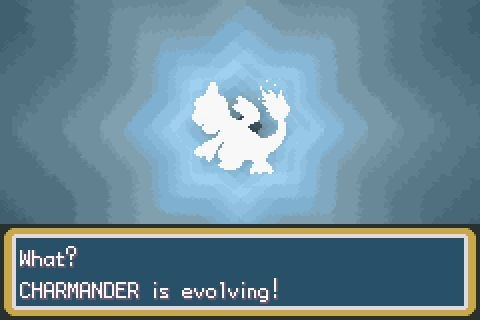 What?
CHARMANDER is evolving!